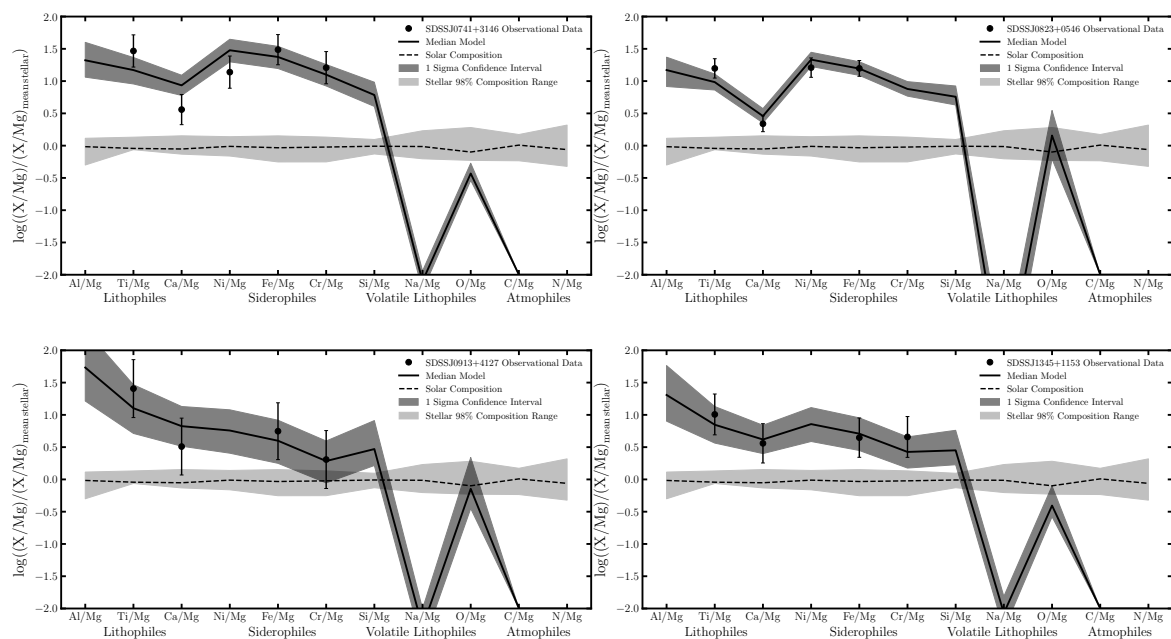 2.0
1.5
1.0
0.5
0.0
−0.5
−1.0
−1.5
−2.0
log((X/Mg)/(X/Mg)mean stellar)
SDSSJ0741+3146 Observational Data
Median Model
Solar Composition
1 Sigma Confidence Interval
Stellar 98% Composition Range
Al/Mg Ti/Mg Ca/Mg Ni/Mg Fe/Mg Cr/Mg Si/Mg Na/Mg O/Mg C/Mg N/Mg
Lithophiles Siderophiles Volatile Lithophiles Atmophiles
2.0
1.5
1.0
0.5
0.0
−0.5
−1.0
−1.5
−2.0
log((X/Mg)/(X/Mg)mean stellar)
SDSSJ0823+0546 Observational Data
Median Model
Solar Composition
1 Sigma Confidence Interval
Stellar 98% Composition Range
Al/Mg Ti/Mg Ca/Mg Ni/Mg Fe/Mg Cr/Mg Si/Mg Na/Mg O/Mg C/Mg N/Mg
Lithophiles Siderophiles Volatile Lithophiles Atmophiles
2.0
1.5
1.0
0.5
0.0
−0.5
−1.0
−1.5
−2.0
log((X/Mg)/(X/Mg)mean stellar)
SDSSJ0913+4127 Observational Data
Median Model
Solar Composition
1 Sigma Confidence Interval
Stellar 98% Composition Range
Al/Mg Ti/Mg Ca/Mg Ni/Mg Fe/Mg Cr/Mg Si/Mg Na/Mg O/Mg C/Mg N/Mg
Lithophiles Siderophiles Volatile Lithophiles Atmophiles
2.0
1.5
1.0
0.5
0.0
−0.5
−1.0
−1.5
−2.0
log((X/Mg)/(X/Mg)mean stellar)
SDSSJ1345+1153 Observational Data
Median Model
Solar Composition
1 Sigma Confidence Interval
Stellar 98% Composition Range
Al/Mg Ti/Mg Ca/Mg Ni/Mg Fe/Mg Cr/Mg Si/Mg Na/Mg O/Mg C/Mg N/Mg
Lithophiles Siderophiles Volatile Lithophiles Atmophiles